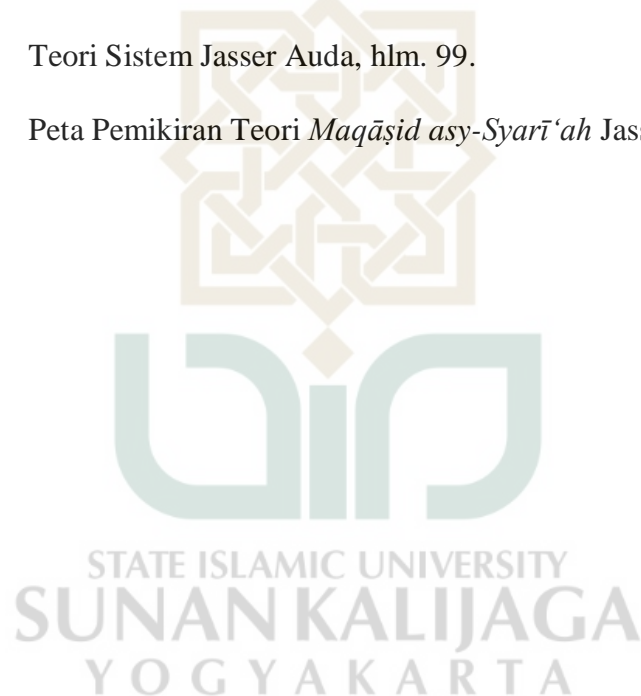 Teori Sistem Jasser Auda, hlm. 99.
Peta Pemikiran Teori Maqāṣid asy-Syarī‘ah Jas
STATE ISLAMIC UNIVERSITY
SUNAN KALIJAGA
YOGYAKARTA